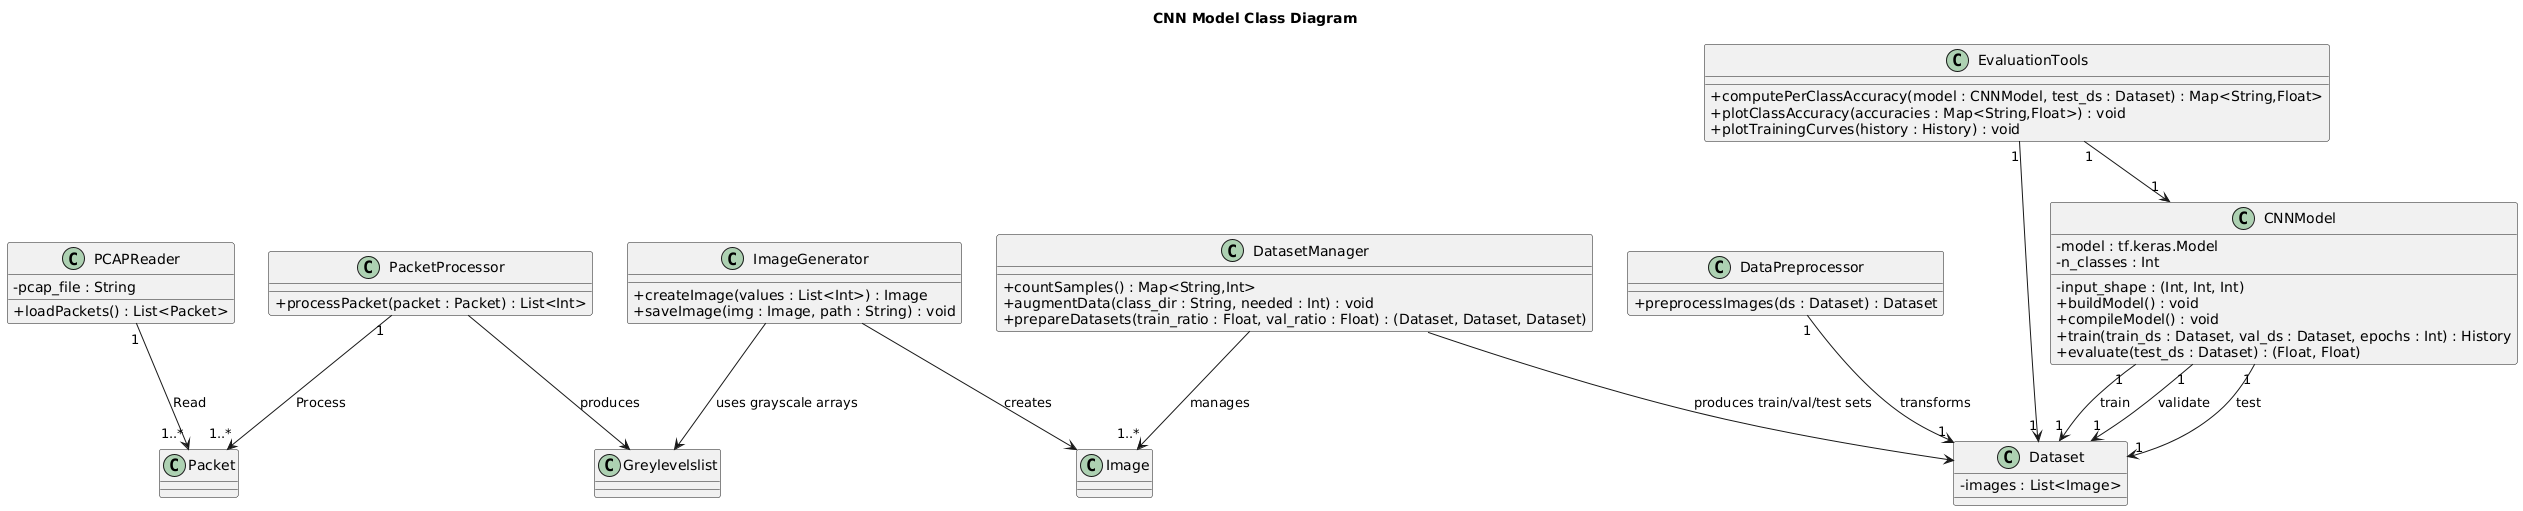 CNN Model Class Diagram
C EvaluationTools
+computePerClassAccuracy(model : CNNModel, test_ds : Dataset) : Map<String,Float>
+plotClassAccuracy(accuracies : Map<String,Float>) : void
+plotTrainingCurves(history : History) : void
1
1
1
C PCAPReader
-pcap_file : String
+loadPackets() : List<Packet>
C PacketProcessor
+processPacket(packet : Packet) : List<Int>
C ImageGenerator
+createImage(values : List<Int>) : Image
+saveImage(img : Image, path : String) : void
C DatasetManager
+countSamples() : Map<String,Int>
+augmentData(class_dir : String, needed : Int) : void
+prepareDatasets(train_ratio : Float, val_ratio : Float) : (Dataset, Dataset, Dataset)
C DataPreprocessor
+preprocessImages(ds : Dataset) : Dataset
C CNNModel
-model : tf.keras.Model
-n_classes : Int
-input_shape : (Int, Int, Int)
+buildModel() : void
+compileModel() : void
+train(train_ds : Dataset, val_ds : Dataset, epochs : Int) : History
+evaluate(test_ds : Dataset) : (Float, Float)
1
1
1
1
1
1
Read
Process
produces
uses grayscale arrays
creates
manages
produces train/val/test sets
transforms
train
validate
test
1..*
1..*
1..*
1
1
1
1
1
C Packet
C Greylevelslist
C Image
C Dataset
-images : List<Image>